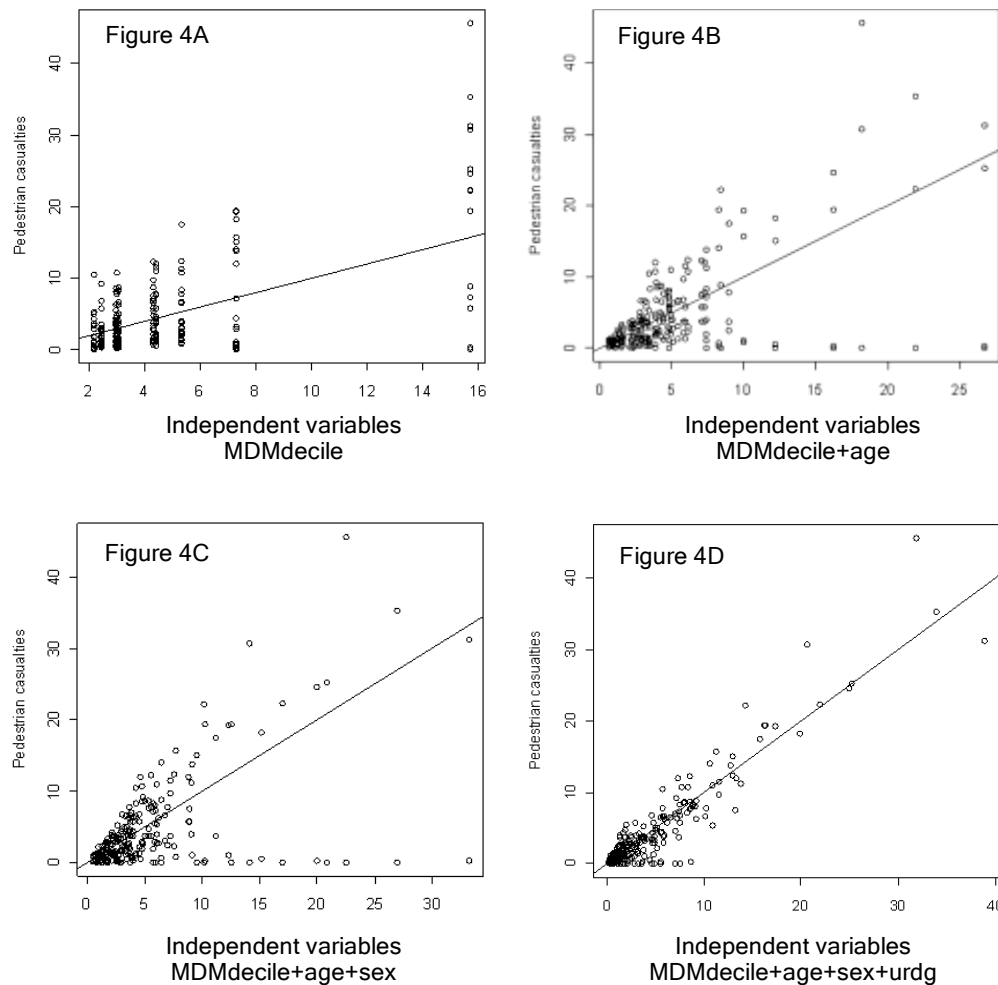 Figure 4A
Pedestrian casualties
40
30
20
10
0
2 4 6 8 10 12 14 16
Independent variables
MDMdecile
Figure 4B
Pedestrian casualties
40
30
20
10
0
0 5 10 15 20 25
Independent variables
MDMdecile+age
Figure 4C
Pedestrian casualties
40
30
20
10
0
0 5 10 15 20 25 30
Independent variables
MDMdecile+age+sex
Figure 4D
Pedestrian casualties
40
30
20
10
0
0 10 20 30 40
Independent variables
MDMdecile+age+sex+urdg